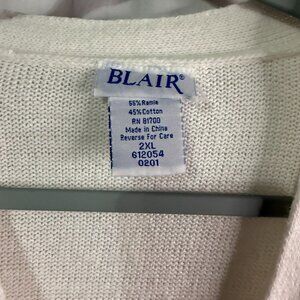 BLAIR®
55% Ramie
45% Cotton
RN 81700
Made in China
Reverse For Care
2XL
612054
0201